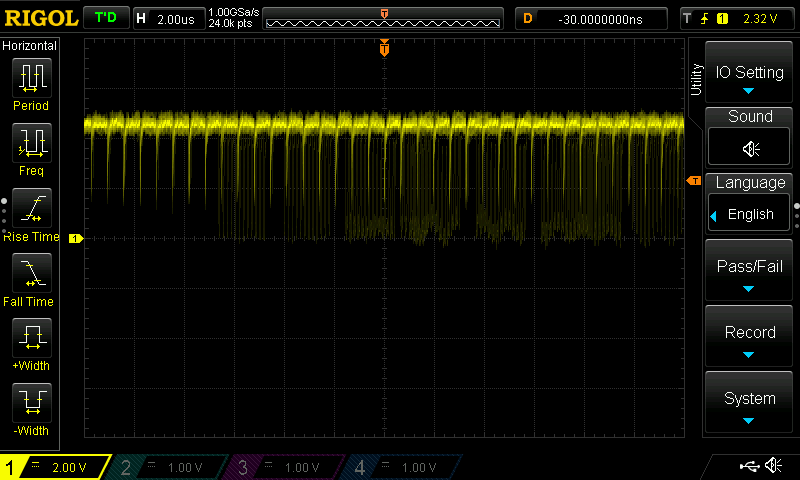 RIGOL T'D H 2.00us 1.00GSa/s 24.0k pts T D -30.0000000ns T 1 2.32 V
Horizontal
Period
Freq
Rise Time
Fall Time
+Width
-Width
T
T
1
Utility
IO Setting
Sound
Language
English
Pass/Fail
Record
System
1 2.00 V 2 1.00 V 3 1.00 V 4 1.00 V